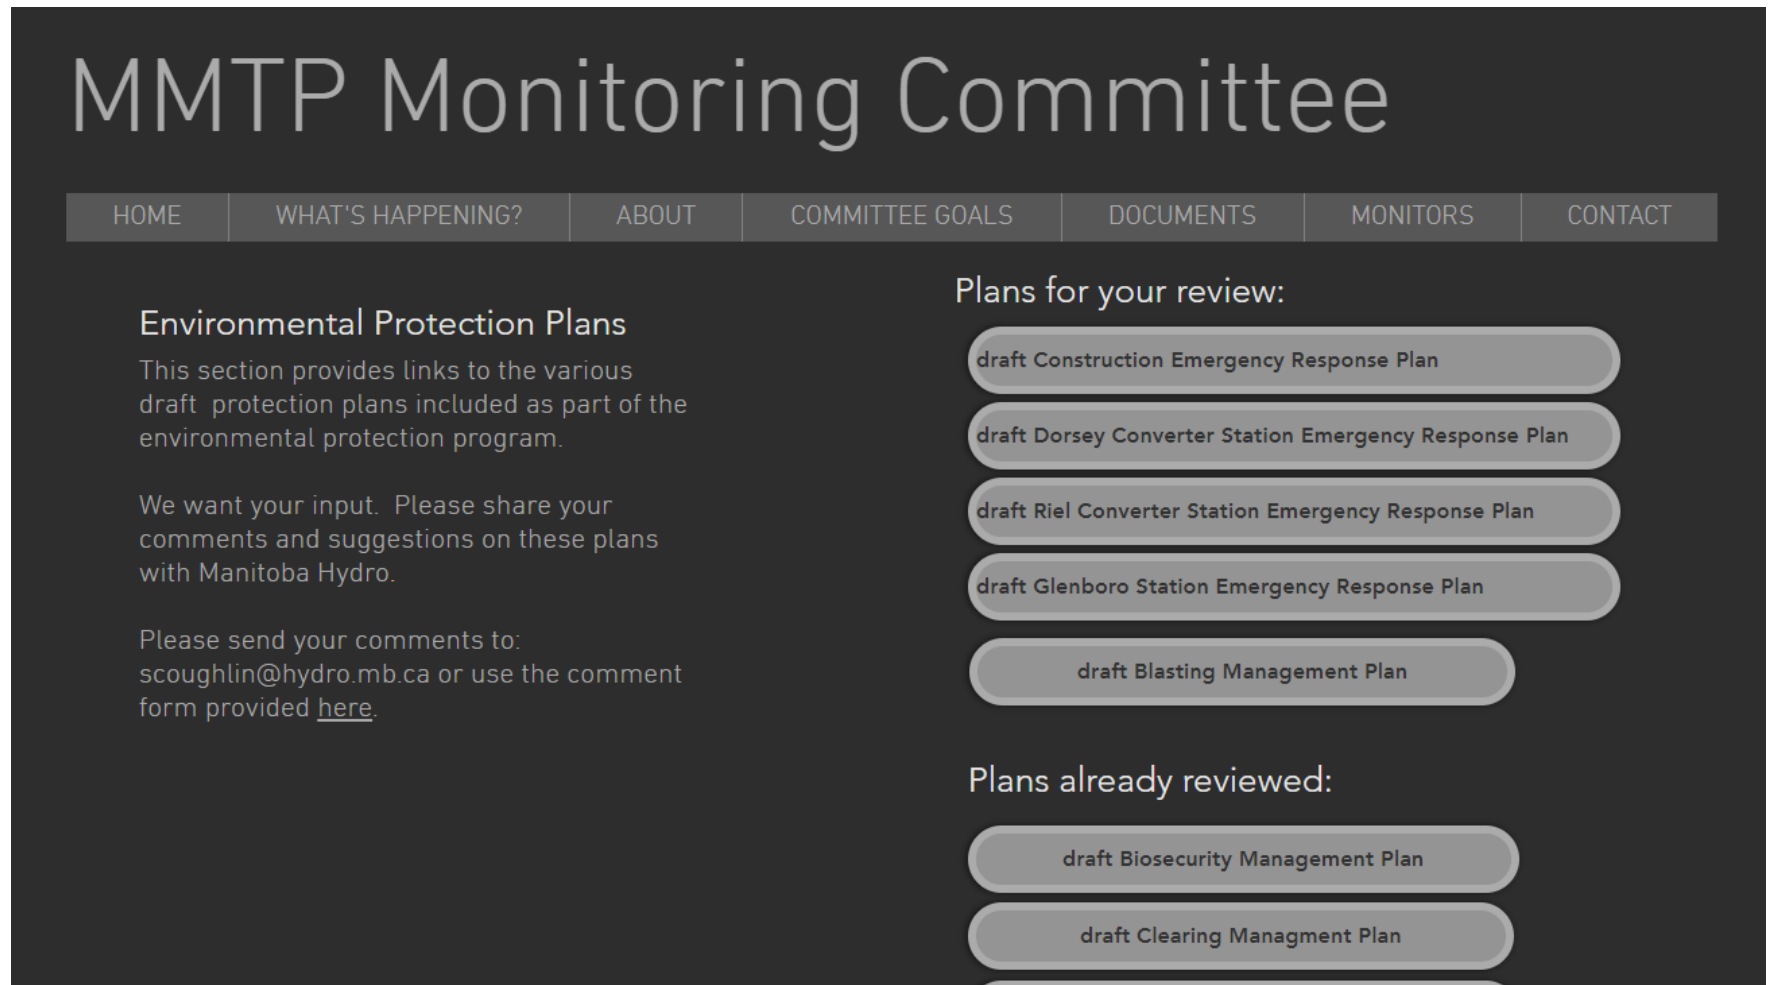 MMTP Monitoring Committee
HOME WHAT'S HAPPENING? ABOUT COMMITTEE GOALS DOCUMENTS MONITORS CONTACT
Environmental Protection Plans
This section provides links to the various
draft  protection plans included as part of the
environmental protection program.
We want your input.  Please share your
comments and suggestions on these plans
with Manitoba Hydro.
Please send your comments to:
scoughlin@hydro.mb.ca or use the comment
form provided here.
Plans for your review:
draft Construction Emergency Response Plan
draft Dorsey Converter Station Emergency Response Plan
draft Riel Converter Station Emergency Response Plan
draft Glenboro Station Emergency Response Plan
draft Blasting Management Plan
Plans already reviewed:
draft Biosecurity Management Plan
draft Clearing Managment Plan